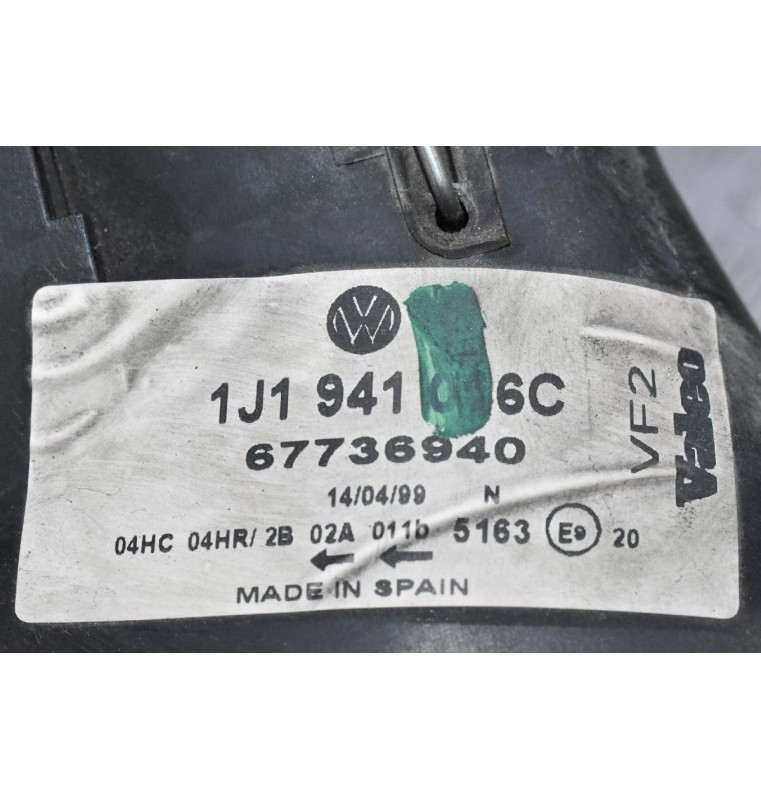 1J1 941 016C
67736940
14/04/99 N
04HC 04HR/ 2B 02A 011b 5163 E9 20
MADE IN SPAIN
VF2
Valeo